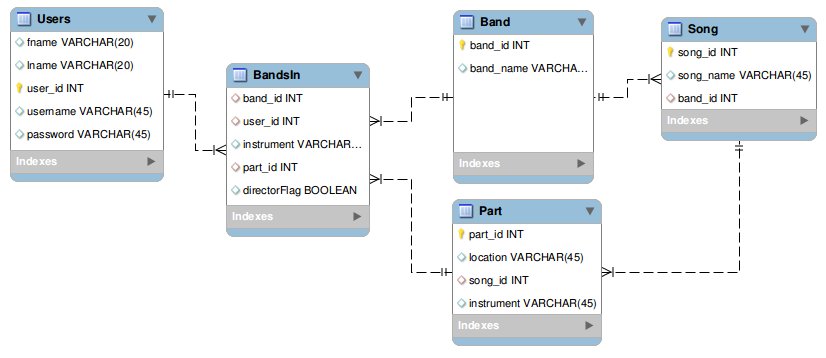 Users
fname VARCHAR(20)
lname VARCHAR(20)
user_id INT
username VARCHAR(45)
password VARCHAR(45)
Indexes
BandsIn
band_id INT
user_id INT
instrument VARCHAR...
part_id INT
directorFlag BOOLEAN
Indexes
Band
band_id INT
band_name VARCHA...
Indexes
Song
song_id INT
song_name VARCHAR(45)
band_id INT
Indexes
Part
part_id INT
location VARCHAR(45)
song_id INT
instrument VARCHAR(45)
Indexes